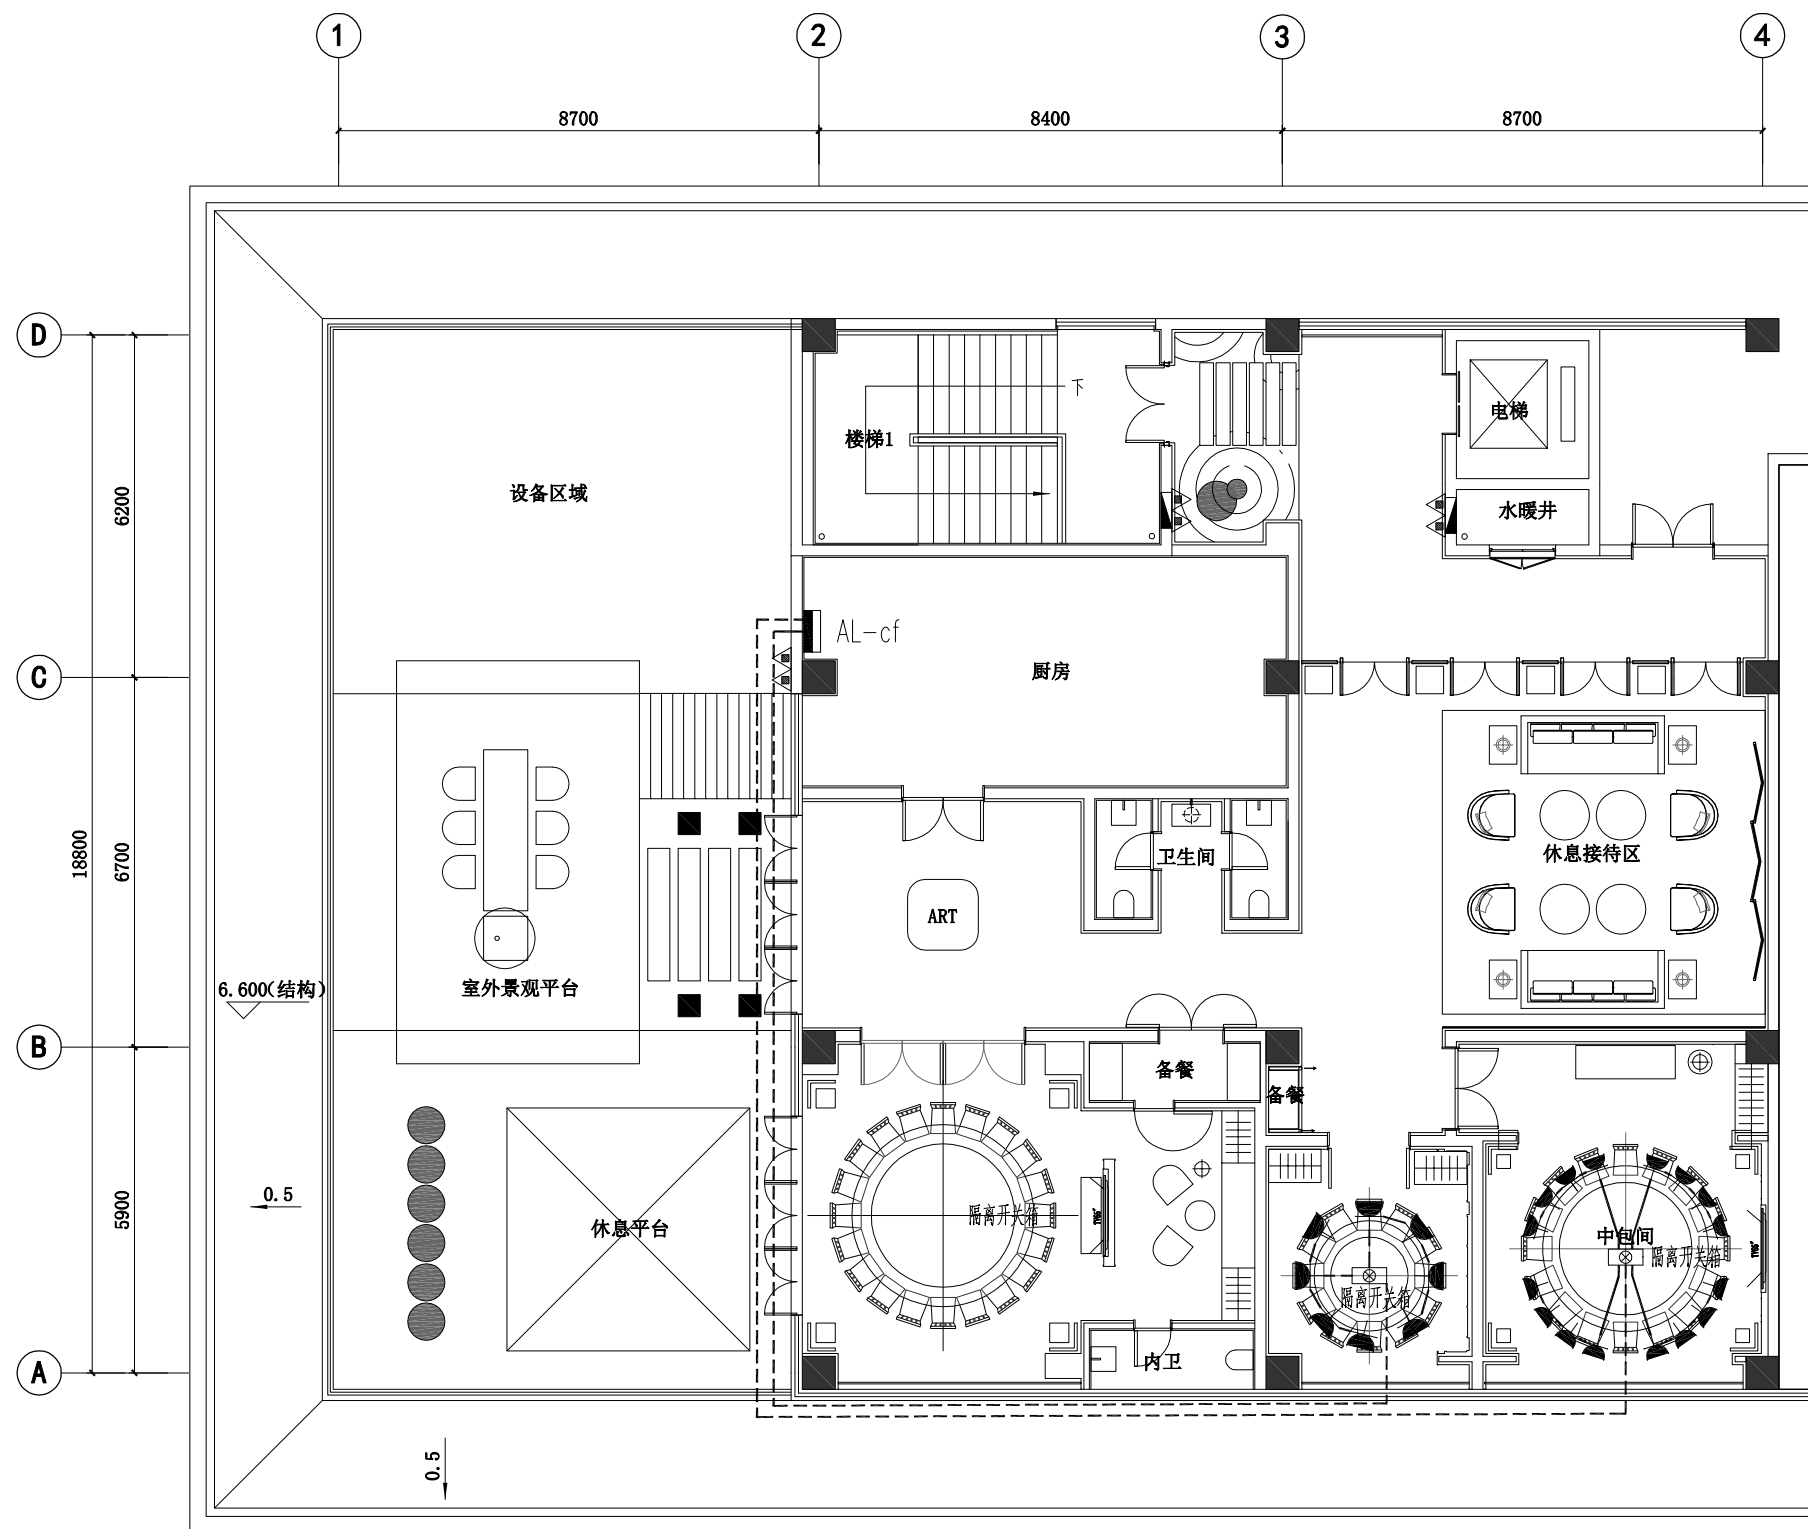 1
2
3
4
8700
8400
8700
D
下
电梯
楼梯1
设备区域
水暖井
6200
AL-cf
C
厨房
18800
6700
卫生间
休息接待区
ART
6.600(结构)
室外景观平台
B
备餐
备餐
5900
0.5
休息平台
隔离开关箱
中包间
隔离开关箱
隔离开关箱
A
内卫
0.5